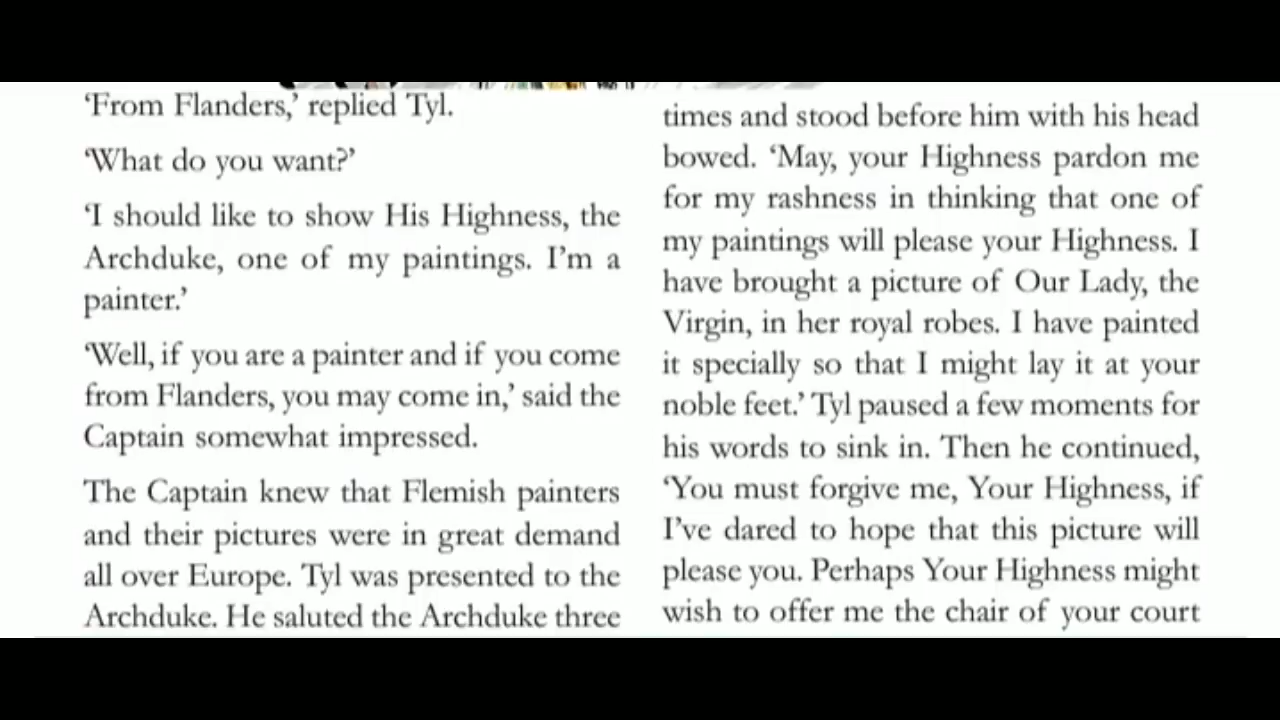 ‘From Flanders,’ replied Tyl.
‘What do you want?’
‘I should like to show His Highness, the
Archduke, one of my paintings. I’m a
painter.’
‘Well, if you are a painter and if you come
from Flanders, you may come in,’ said the
Captain somewhat impressed.
The Captain knew that Flemish painters
and their pictures were in great demand
all over Europe. Tyl was presented to the
Archduke. He saluted the Archduke three
times and stood before him with his head
bowed. ‘May, your Highness pardon me
for my rashness in thinking that one of
my paintings will please your Highness. I
have brought a picture of Our Lady, the
Virgin, in her royal robes. I have painted
it specially so that I might lay it at your
noble feet.’ Tyl paused a few moments for
his words to sink in. Then he continued,
‘You must forgive me, Your Highness, if
I’ve dared to hope that this picture will
please you. Perhaps Your Highness might
wish to offer me the chair of your court